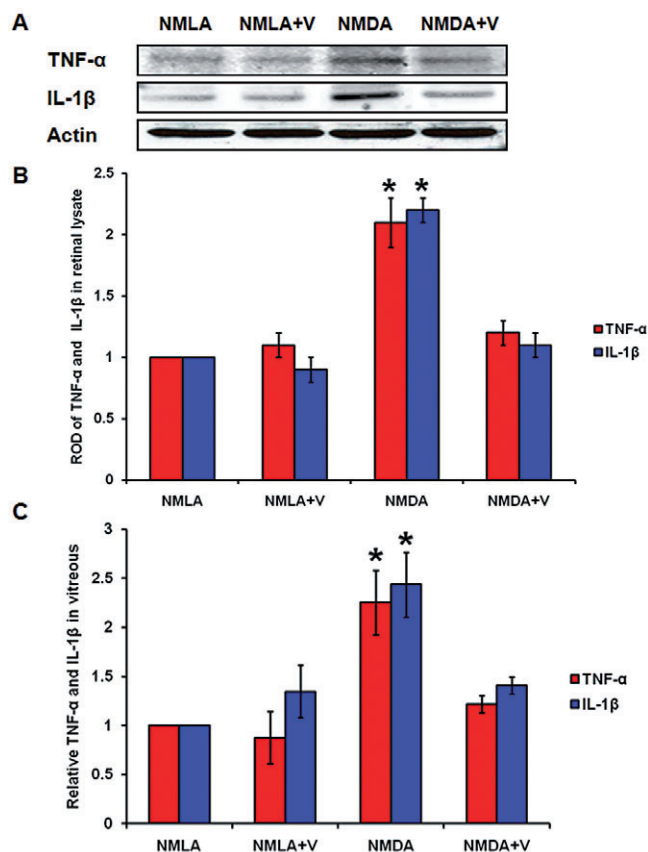 A
NMLA NMLA+V NMDA NMDA+V
TNF-α
IL-1β
Actin
B
ROD of TNF-α and IL-1β in retinal lysate
2.5
2
1.5
1
0.5
0
* *
NMLA NMLA+V NMDA NMDA+V
TNF-α
IL-1β
C
Relative TNF-α and IL-1β in vitreous
3
2.5
2
1.5
1
0.5
0
* *
NMLA NMLA+V NMDA NMDA+V
TNF-α
IL-1β